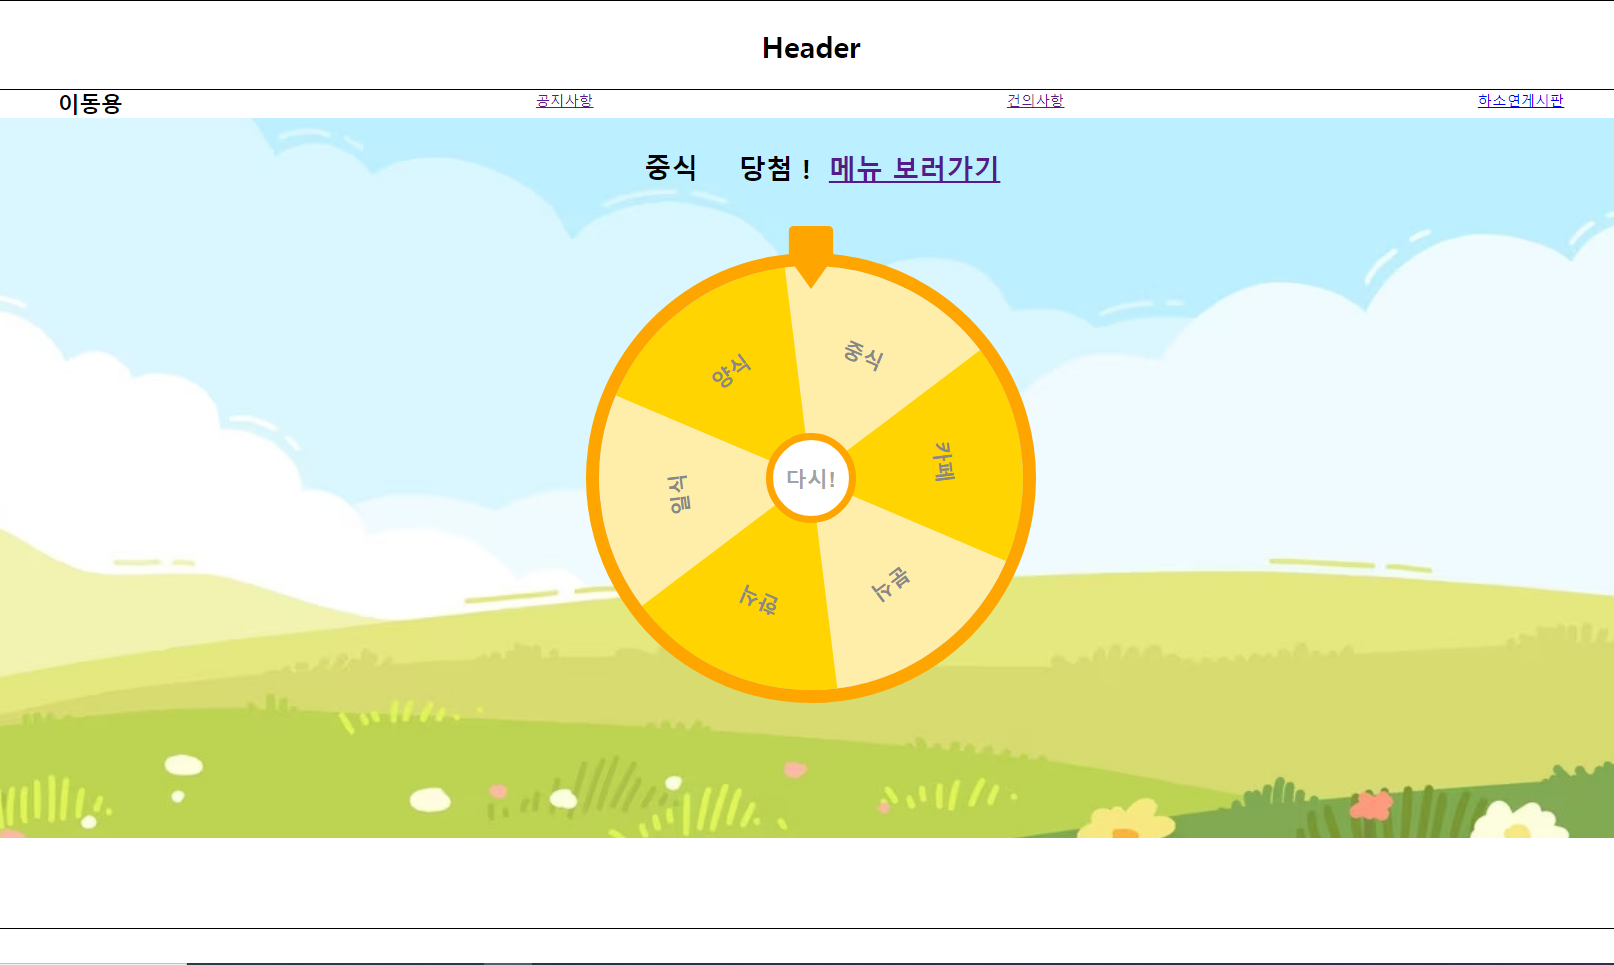 Header
이동용 공지사항 건의사항 하소연게시판
중식 당첨 ! 메뉴 보러가기
양식
중식
카페
일식
다시!
한식
분식